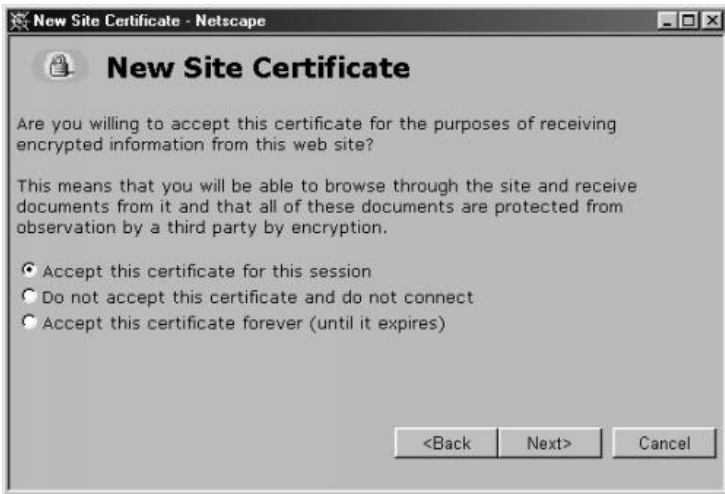 New Site Certificate - Netscape
New Site Certificate
Are you willing to accept this certificate for the purposes of receiving
encrypted information from this web site?
This means that you will be able to browse through the site and receive
documents from it and that all of these documents are protected from
observation by a third party by encryption.
Accept this certificate for this session
Do not accept this certificate and do not connect
Accept this certificate forever (until it expires)
<Back Next> Cancel